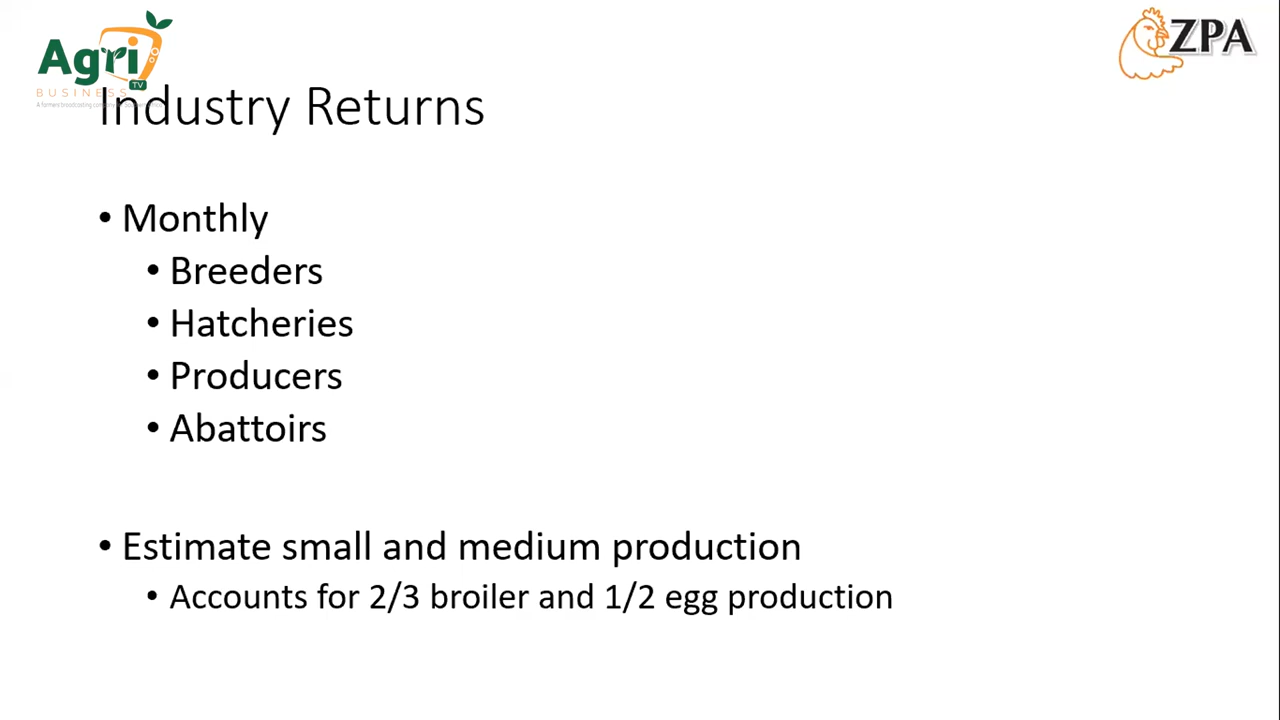 Agri
BUSINESS TV
ZPA
Industry Returns
• Monthly
• Breeders
• Hatcheries
• Producers
• Abattoirs
• Estimate small and medium production
• Accounts for 2/3 broiler and 1/2 egg production